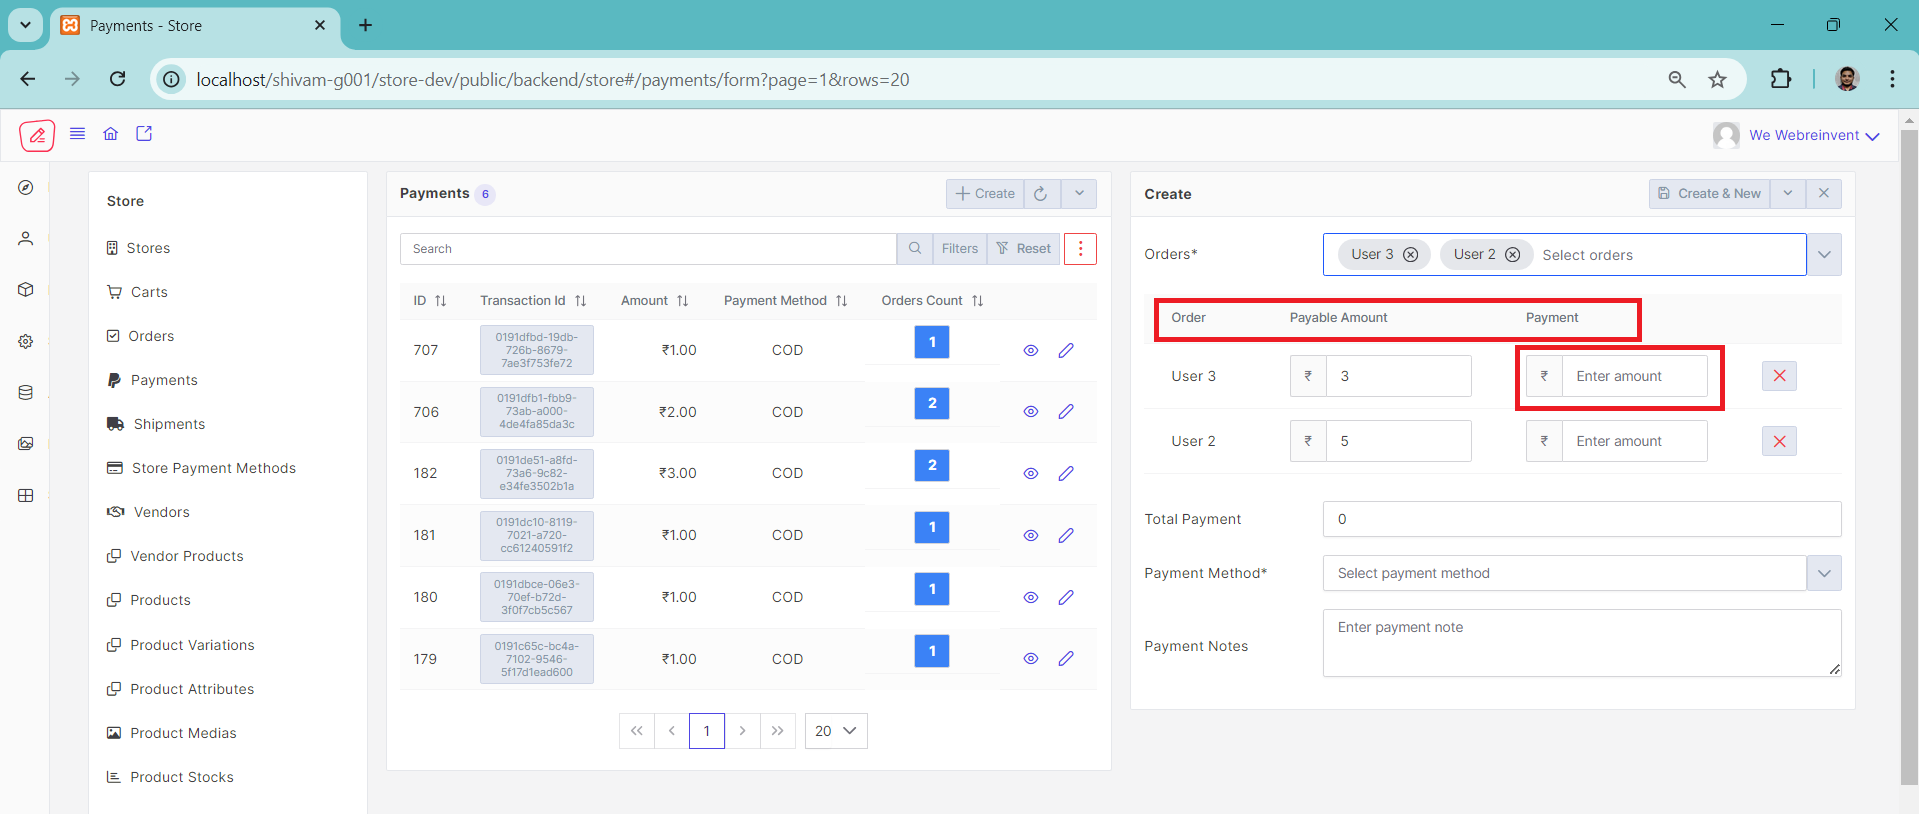 Payments - Store
localhost/shivam-g001/store-dev/public/backend/store#/payments/form?page=1&rows=20
We Webreinvent
Store
Stores
Carts
Orders
Payments
Shipments
Store Payment Methods
Vendors
Vendor Products
Products
Product Variations
Product Attributes
Product Medias
Product Stocks
Payments 6
Create
Search
Filters
Reset
ID Transaction Id Amount Payment Method Orders Count
707 0191dfbd-19db-726b-8679-7ae3f753fe72 ₹1.00 COD 1
706 0191dfb1-fbb9-73ab-a000-4de4fa85da3c ₹2.00 COD 2
182 0191de51-a8fd-73a6-9c82-e34fe3502b1a ₹3.00 COD 2
181 0191dc10-8119-7021-a720-cc61240591f2 ₹1.00 COD 1
180 0191dbce-06e3-70ef-b72d-3f0f7cb5c567 ₹1.00 COD 1
179 0191c65c-bc4a-7102-9546-5f17d1ead600 ₹1.00 COD 1
1
20
Create
Create & New
Orders* User 3 User 2 Select orders
Order Payable Amount Payment
User 3 ₹ 3 ₹ Enter amount
User 2 ₹ 5 ₹ Enter amount
Total Payment 0
Payment Method* Select payment method
Payment Notes Enter payment note